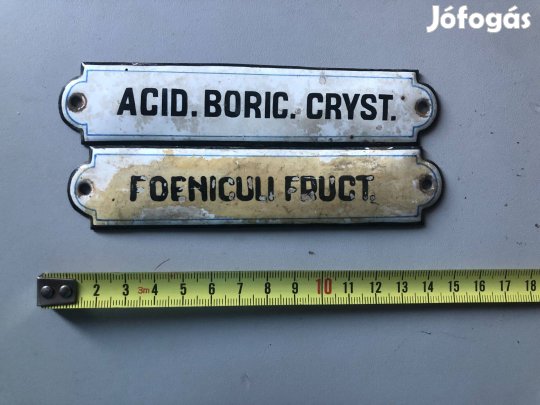 Jófogás
ACID. BORIC. CRYST.
FOENICULI FRUCT.
2 3 3m 4 5 6 7 8 9 10 11 12 13 14 15 16 17 18